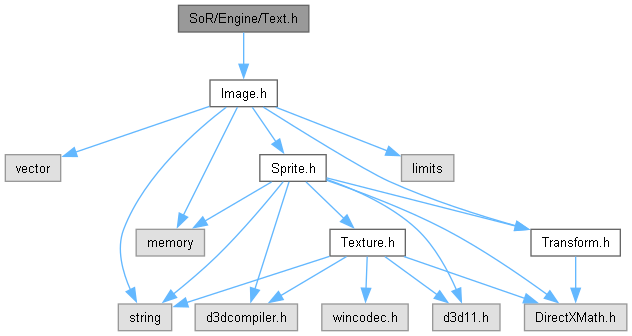 SoR/Engine/Text.h
Image.h
vector
Sprite.h
limits
memory
Texture.h
Transform.h
string
d3dcompiler.h
wincodec.h
d3d11.h
DirectXMath.h